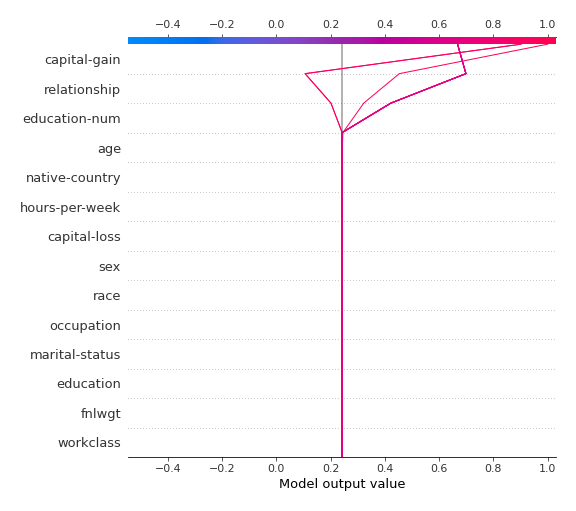 −0.4 −0.2 0.0 0.2 0.4 0.6 0.8 1.0
capital-gain
relationship
education-num
age
native-country
hours-per-week
capital-loss
sex
race
occupation
marital-status
education
fnlwgt
workclass
−0.4 −0.2 0.0 0.2 0.4 0.6 0.8 1.0
Model output value